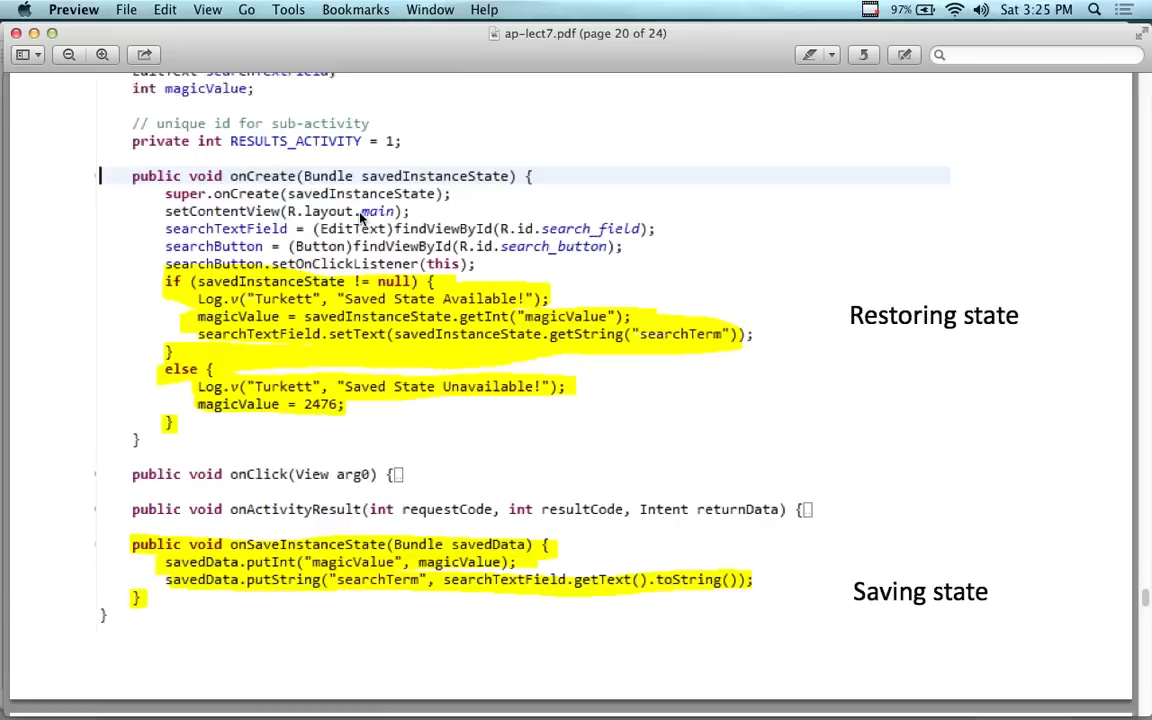 Preview File Edit View Go Tools Bookmarks Window Help 97% Sat 3:25 PM
ap-lect7.pdf (page 20 of 24)
EditText searchTextField;
int magicValue;
// unique id for sub-activity
private int RESULTS_ACTIVITY = 1;
public void onCreate(Bundle savedInstanceState) {
super.onCreate(savedInstanceState);
setContentView(R.layout.main);
searchTextField = (EditText)findViewById(R.id.search_field);
searchButton = (Button)findViewById(R.id.search_button);
searchButton.setOnClickListener(this);
if (savedInstanceState != null) {
Log.v("Turkett", "Saved State Available!");
magicValue = savedInstanceState.getInt("magicValue");
searchTextField.setText(savedInstanceState.getString("searchTerm"));
}
else {
Log.v("Turkett", "Saved State Unavailable!");
magicValue = 2476;
}
}
Restoring state
public void onClick(View arg0) {
public void onActivityResult(int requestCode, int resultCode, Intent returnData) {
public void onSaveInstanceState(Bundle savedData) {
savedData.putInt("magicValue", magicValue);
savedData.putString("searchTerm", searchTextField.getText().toString());
}
}
Saving state